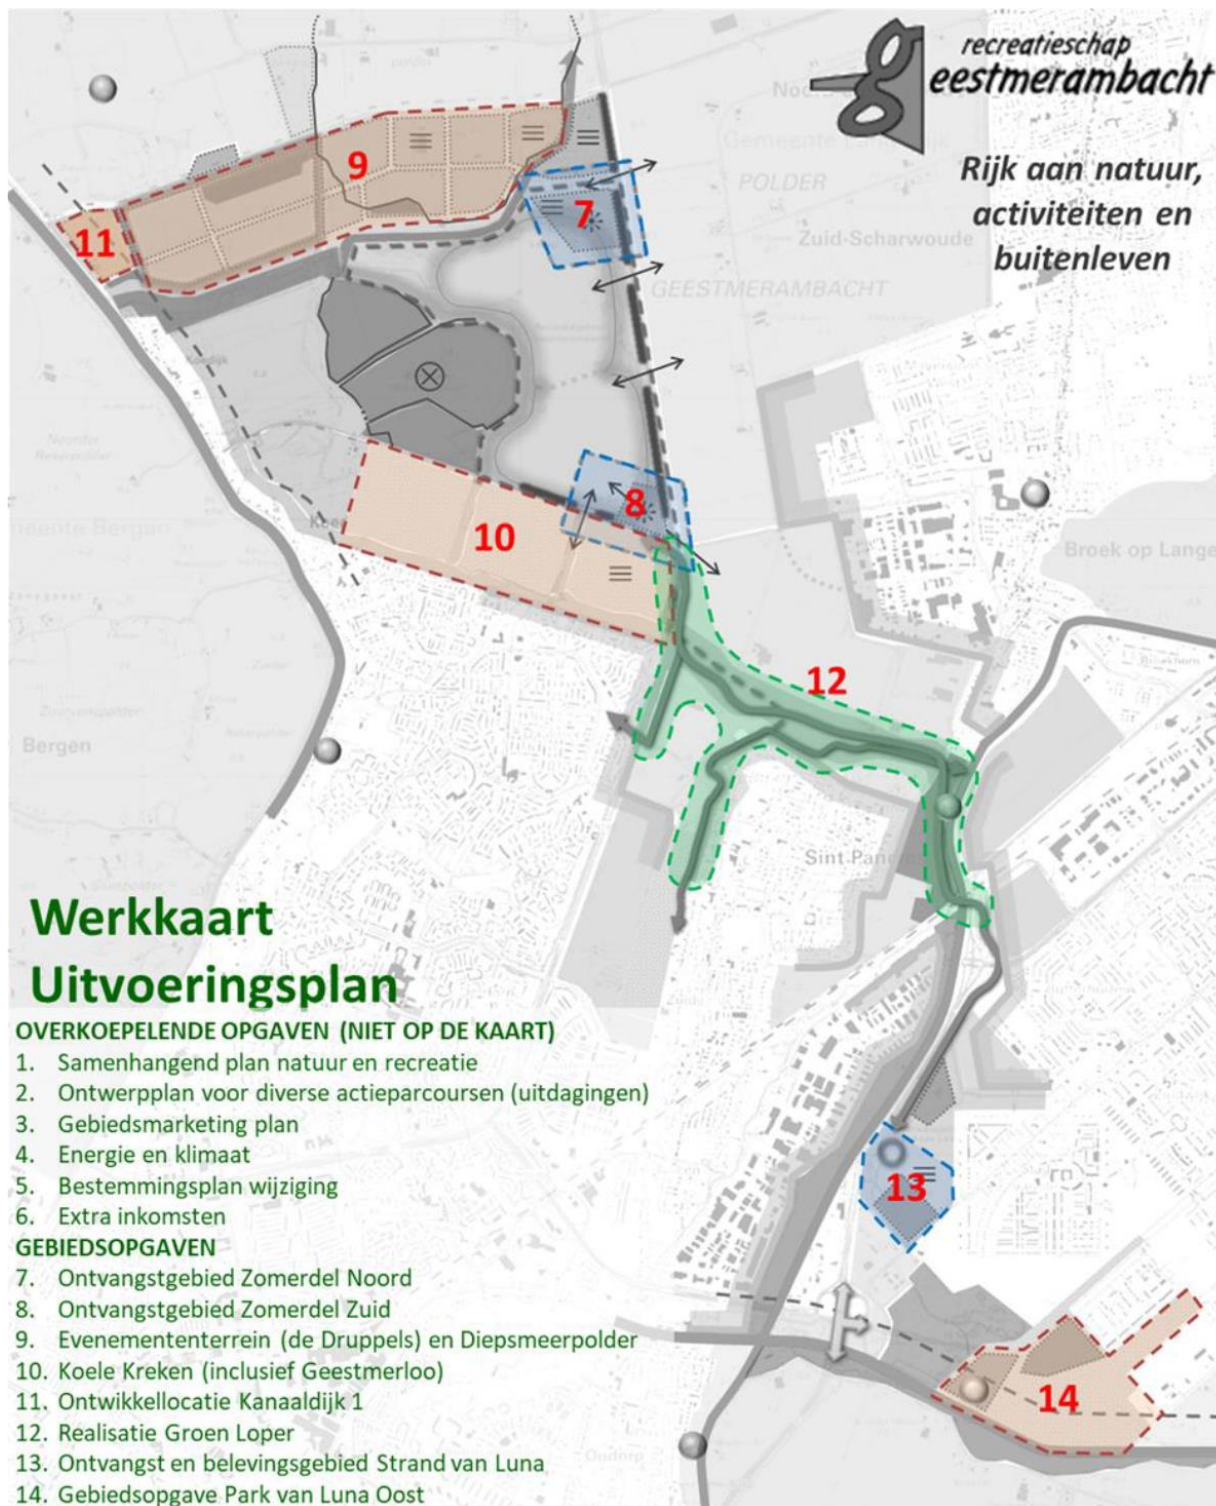 recreatieschap
eestmerambacht
Rijk aan natuur,
activiteiten en
buitenleven
POLDER
Zuid-Scharwoude
GEESTMERAMBACHT
9
7
11
8
10
Broek op Lange
12
Bergen
Sint Pan
13
14
Werkkaart
Uitvoeringsplan
OVERKOEPELENDE OPGAVEN (NIET OP DE KAART)
1. Samenhangend plan natuur en recreatie
2. Ontwerpplan voor diverse actieparcoursen (uitdagingen)
3. Gebiedsmarketing plan
4. Energie en klimaat
5. Bestemmingsplan wijziging
6. Extra inkomsten
GEBIEDSOPGAVEN
7. Ontvangstgebied Zomerdel Noord
8. Ontvangstgebied Zomerdel Zuid
9. Evenemententerrein (de Druppels) en Diepsmeerpolder
10. Koele Kreken (inclusief Geestmerloo)
11. Ontwikkellocatie Kanaaldijk 1
12. Realisatie Groen Loper
13. Ontvangst en belevingsgebied Strand van Luna
14. Gebiedsopgave Park van Luna Oost